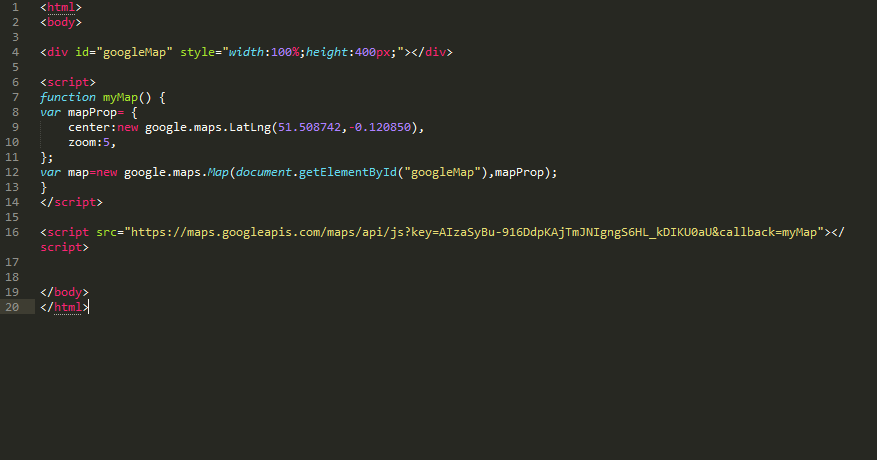 1 <html>
2 <body>
3
4 <div id="googleMap" style="width:100%;height:400px;"></div>
5
6 <script>
7 function myMap() {
8 var mapProp= {
9     center:new google.maps.LatLng(51.508742,-0.120850),
10     zoom:5,
11 };
12 var map=new google.maps.Map(document.getElementById("googleMap"),mapProp);
13 }
14 </script>
15
16 <script src="https://maps.googleapis.com/maps/api/js?key=AIzaSyBu-916DdpKAjTmJNIgngS6HL_kDIKU0aU&callback=myMap"></
script>
17
18
19 </body>
20 </html>